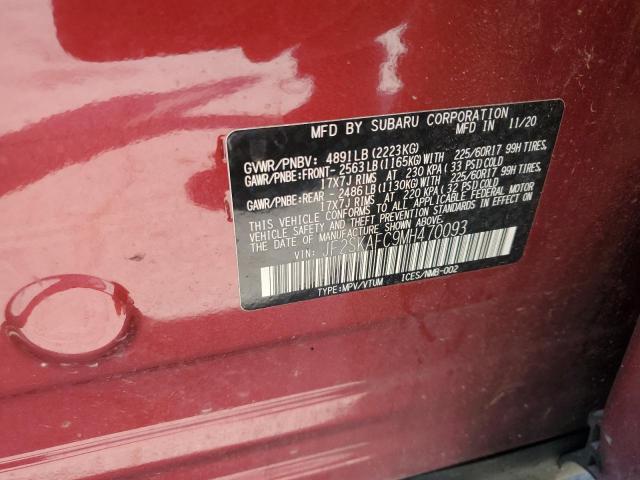 MFD BY SUBARU CORPORATION
MFD IN 11/20
GVWR/PNBV: 4891LB(2223KG)
GAWR/PNBE:FRONT- 2563LB(1165KG)WITH 225/60R17 99H TIRES,
17X7J RIMS AT 230 KPA(33 PSI)COLD
GAWR/PNBE:REAR - 2486LB(1130KG)WITH 225/60R17 99H TIRES,
17X7J RIMS AT 220 KPA(32 PSI)COLD
THIS VEHICLE CONFORMS TO ALL APPLICABLE FEDERAL MOTOR
VEHICLE SAFETY AND THEFT PREVENTION STANDARDS IN EFFECT ON
THE DATE OF MANUFACTURE SHOWN ABOVE.
VIN: JF2SKAFC9MH470093
TYPE:MPV/VTUM ICES/NMB-002